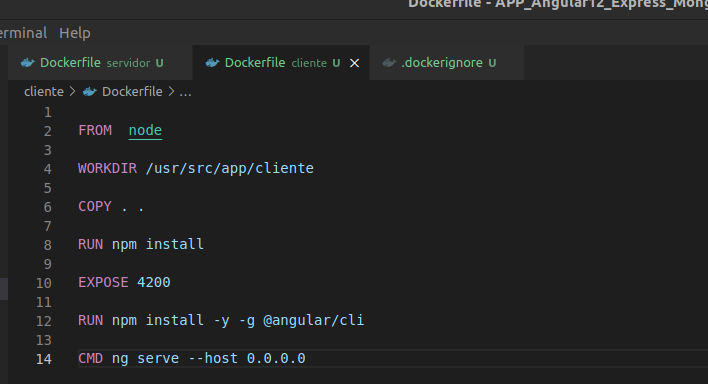 Dockerfile - APP_Angular12_Express_Mong
erminal Help
Dockerfile servidor U Dockerfile cliente U × .dockerignore U
cliente > Dockerfile > ...
1
2 FROM  node
3
4 WORKDIR /usr/src/app/cliente
5
6 COPY . .
7
8 RUN npm install
9
10 EXPOSE 4200
11
12 RUN npm install -y -g @angular/cli
13
14 CMD ng serve --host 0.0.0.0